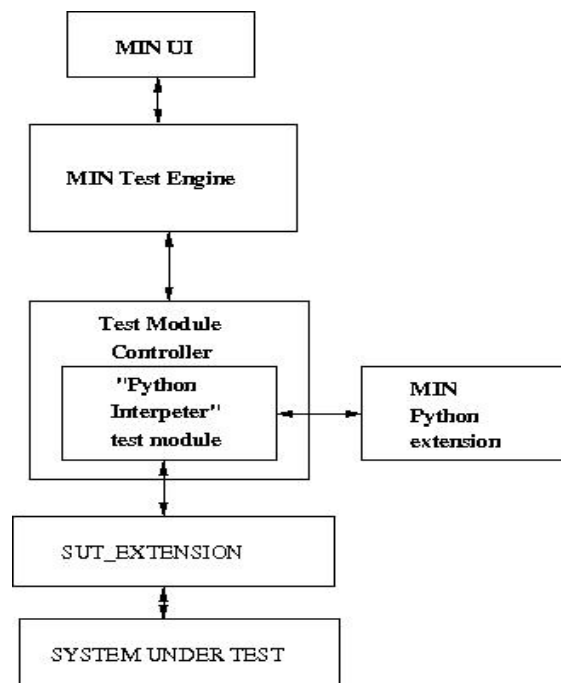 MIN UI
MIN Test Engine
Test Module
Controller
"Python
Interpeter"
test module
MIN
Python
extension
SUT_EXTENSION
SYSTEM UNDER TEST